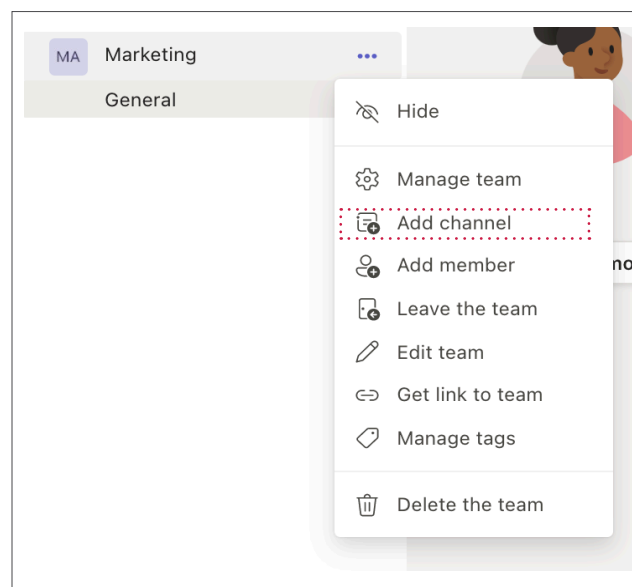 MA Marketing
General
Hide
Manage team
Add channel
Add member
Leave the team
Edit team
Get link to team
Manage tags
Delete the team